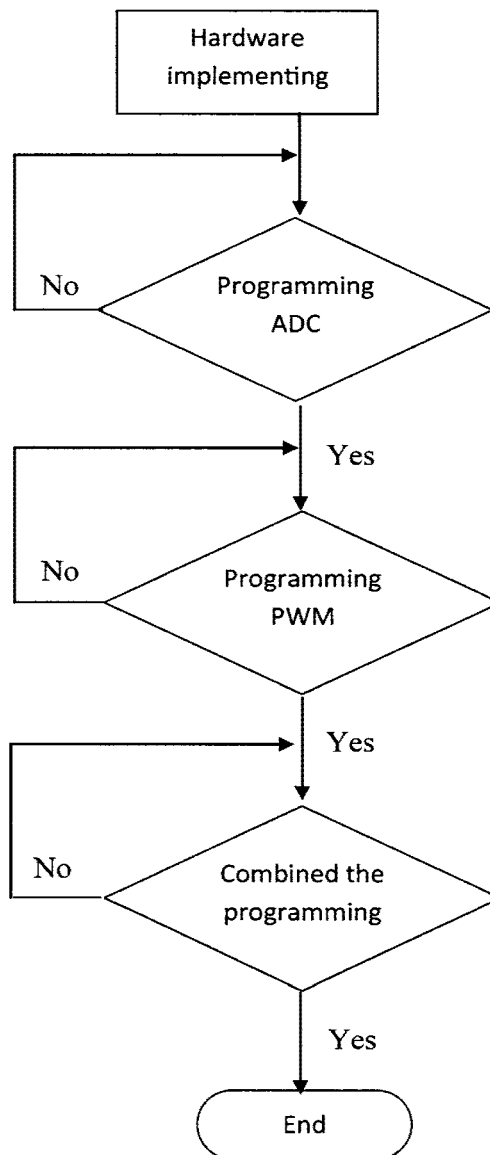 Hardware
implementing
No
Programming
ADC
Yes
No
Programming
PWM
Yes
No
Combined the
programming
Yes
End